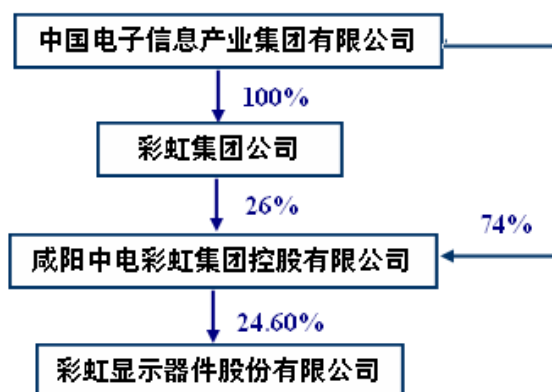 中国电子信息产业集团有限公司
100%
彩虹集团公司
26%
74%
咸阳中电彩虹集团控股有限公司
24.60%
彩虹显示器件股份有限公司